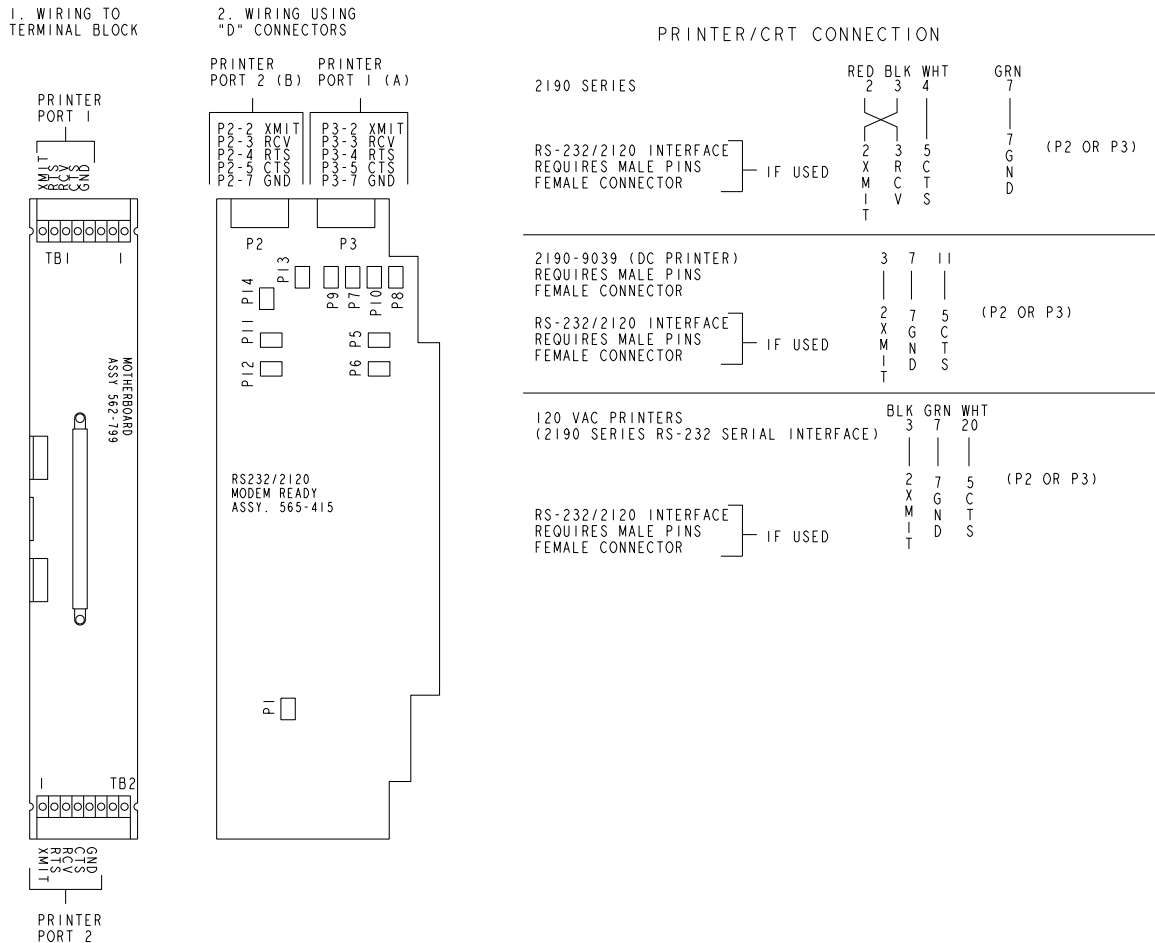 1. WIRING TO
TERMINAL BLOCK
2. WIRING USING
"D" CONNECTORS
PRINTER
PORT 1
XMIT
RTS
RCV
CTS
GND
TB1
1
MOTHERBOARD
ASSY 562-799
1
TB2
XMIT
RTS
RCV
CTS
GND
PRINTER
PORT 2
PRINTER
PORT 2 (B)
PRINTER
PORT 1 (A)
P2-2 XMIT
P2-3 RCV
P2-4 RTS
P2-5 CTS
P2-7 GND
P3-2 XMIT
P3-3 RCV
P3-4 RTS
P3-5 CTS
P3-7 GND
P2
P3
P13
P14
P9
P7
P10
P8
P11
P5
P12
P6
RS232/2120
MODEM READY
ASSY. 565-415
P1
PRINTER/CRT CONNECTION
2190 SERIES
RED BLK WHT GRN
2 3 4 7
RS-232/2120 INTERFACE
REQUIRES MALE PINS
FEMALE CONNECTOR
IF USED
2 XMIT
3 RCV
5 CTS
7 GND
(P2 OR P3)
2190-9039 (DC PRINTER)
REQUIRES MALE PINS
FEMALE CONNECTOR
3 7 11
RS-232/2120 INTERFACE
REQUIRES MALE PINS
FEMALE CONNECTOR
IF USED
2 XMIT
7 GND
5 CTS
(P2 OR P3)
120 VAC PRINTERS
(2190 SERIES RS-232 SERIAL INTERFACE)
BLK GRN WHT
3 7 20
RS-232/2120 INTERFACE
REQUIRES MALE PINS
FEMALE CONNECTOR
IF USED
2 XMIT
7 GND
5 CTS
(P2 OR P3)